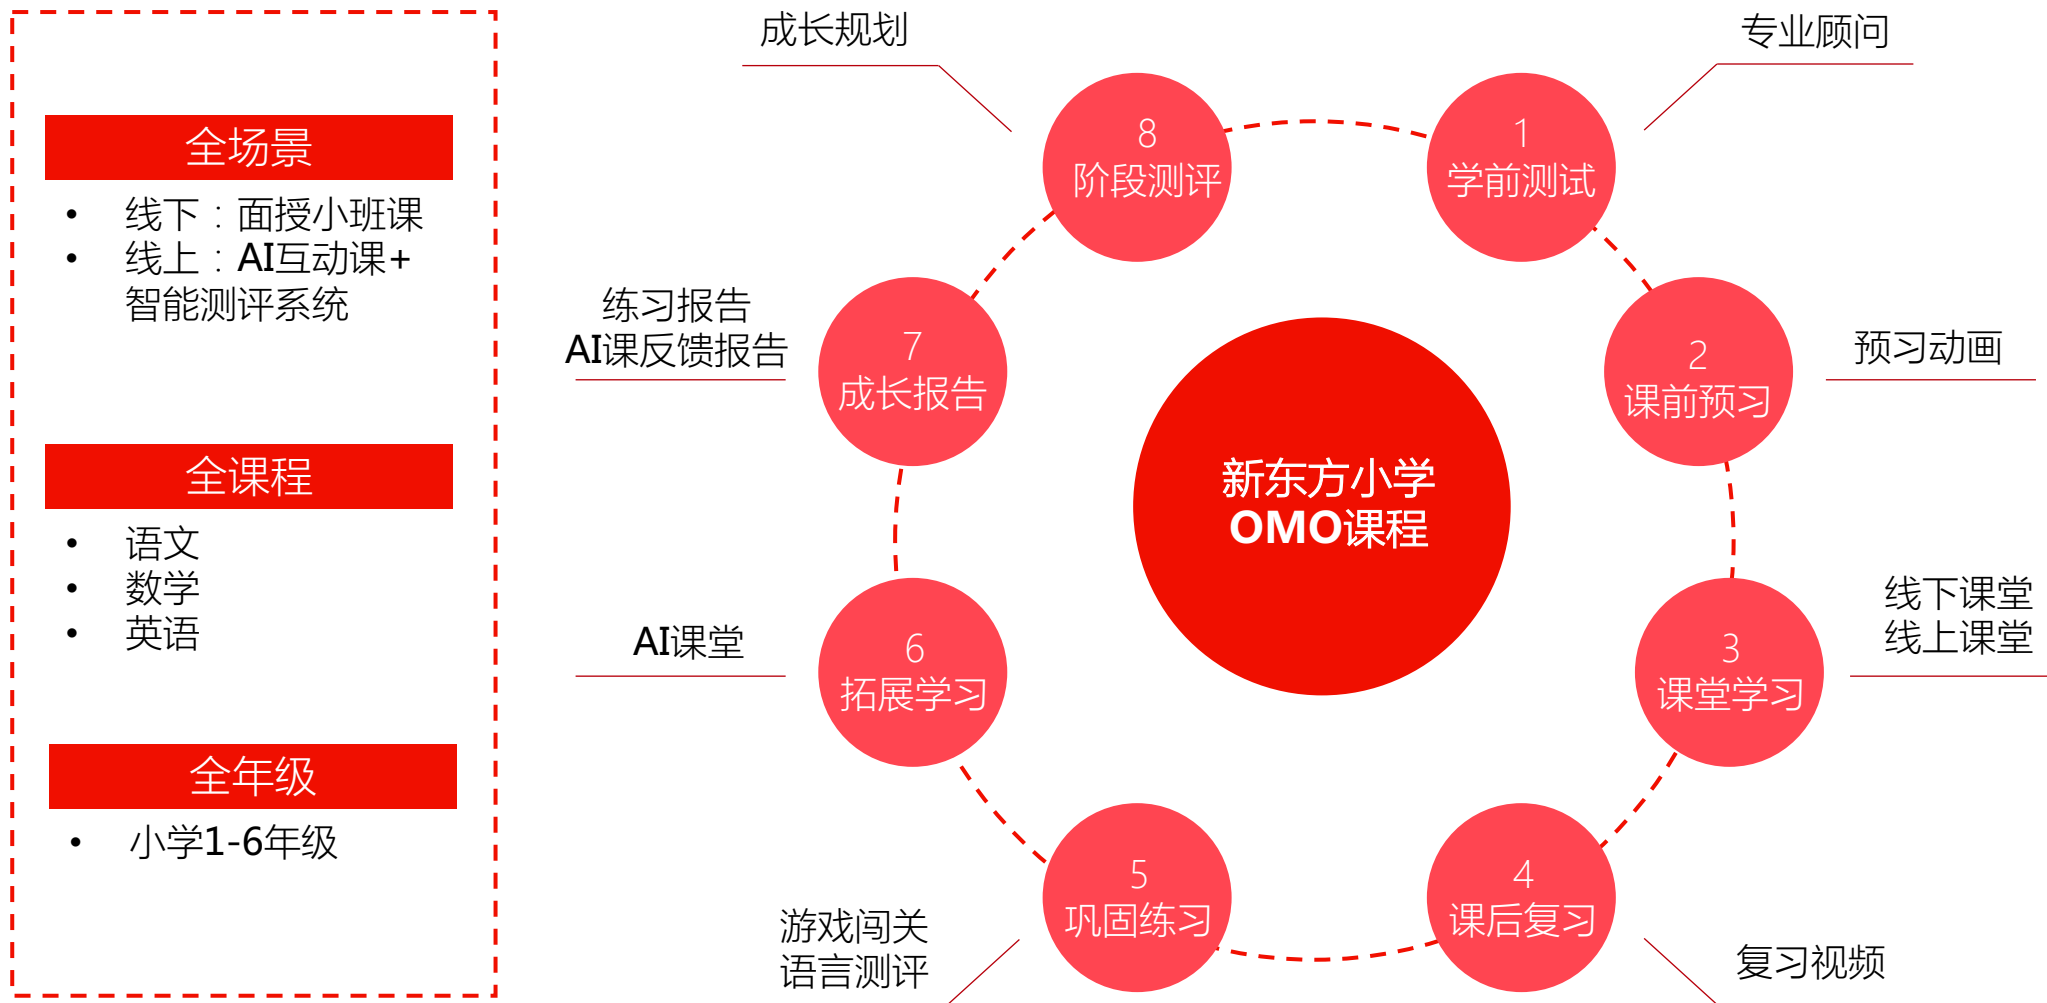 全场景
• 线下：面授小班课
• 线上：AI互动课+
智能测评系统
全课程
• 语文
• 数学
• 英语
全年级
• 小学1-6年级
新东方小学
OMO课程
专业顾问
1
学前测试
预习动画
2
课前预习
线下课堂
线上课堂
3
课堂学习
复习视频
4
课后复习
游戏闯关
语言测评
5
巩固练习
AI课堂
6
拓展学习
练习报告
AI课反馈报告
7
成长报告
成长规划
8
阶段测评